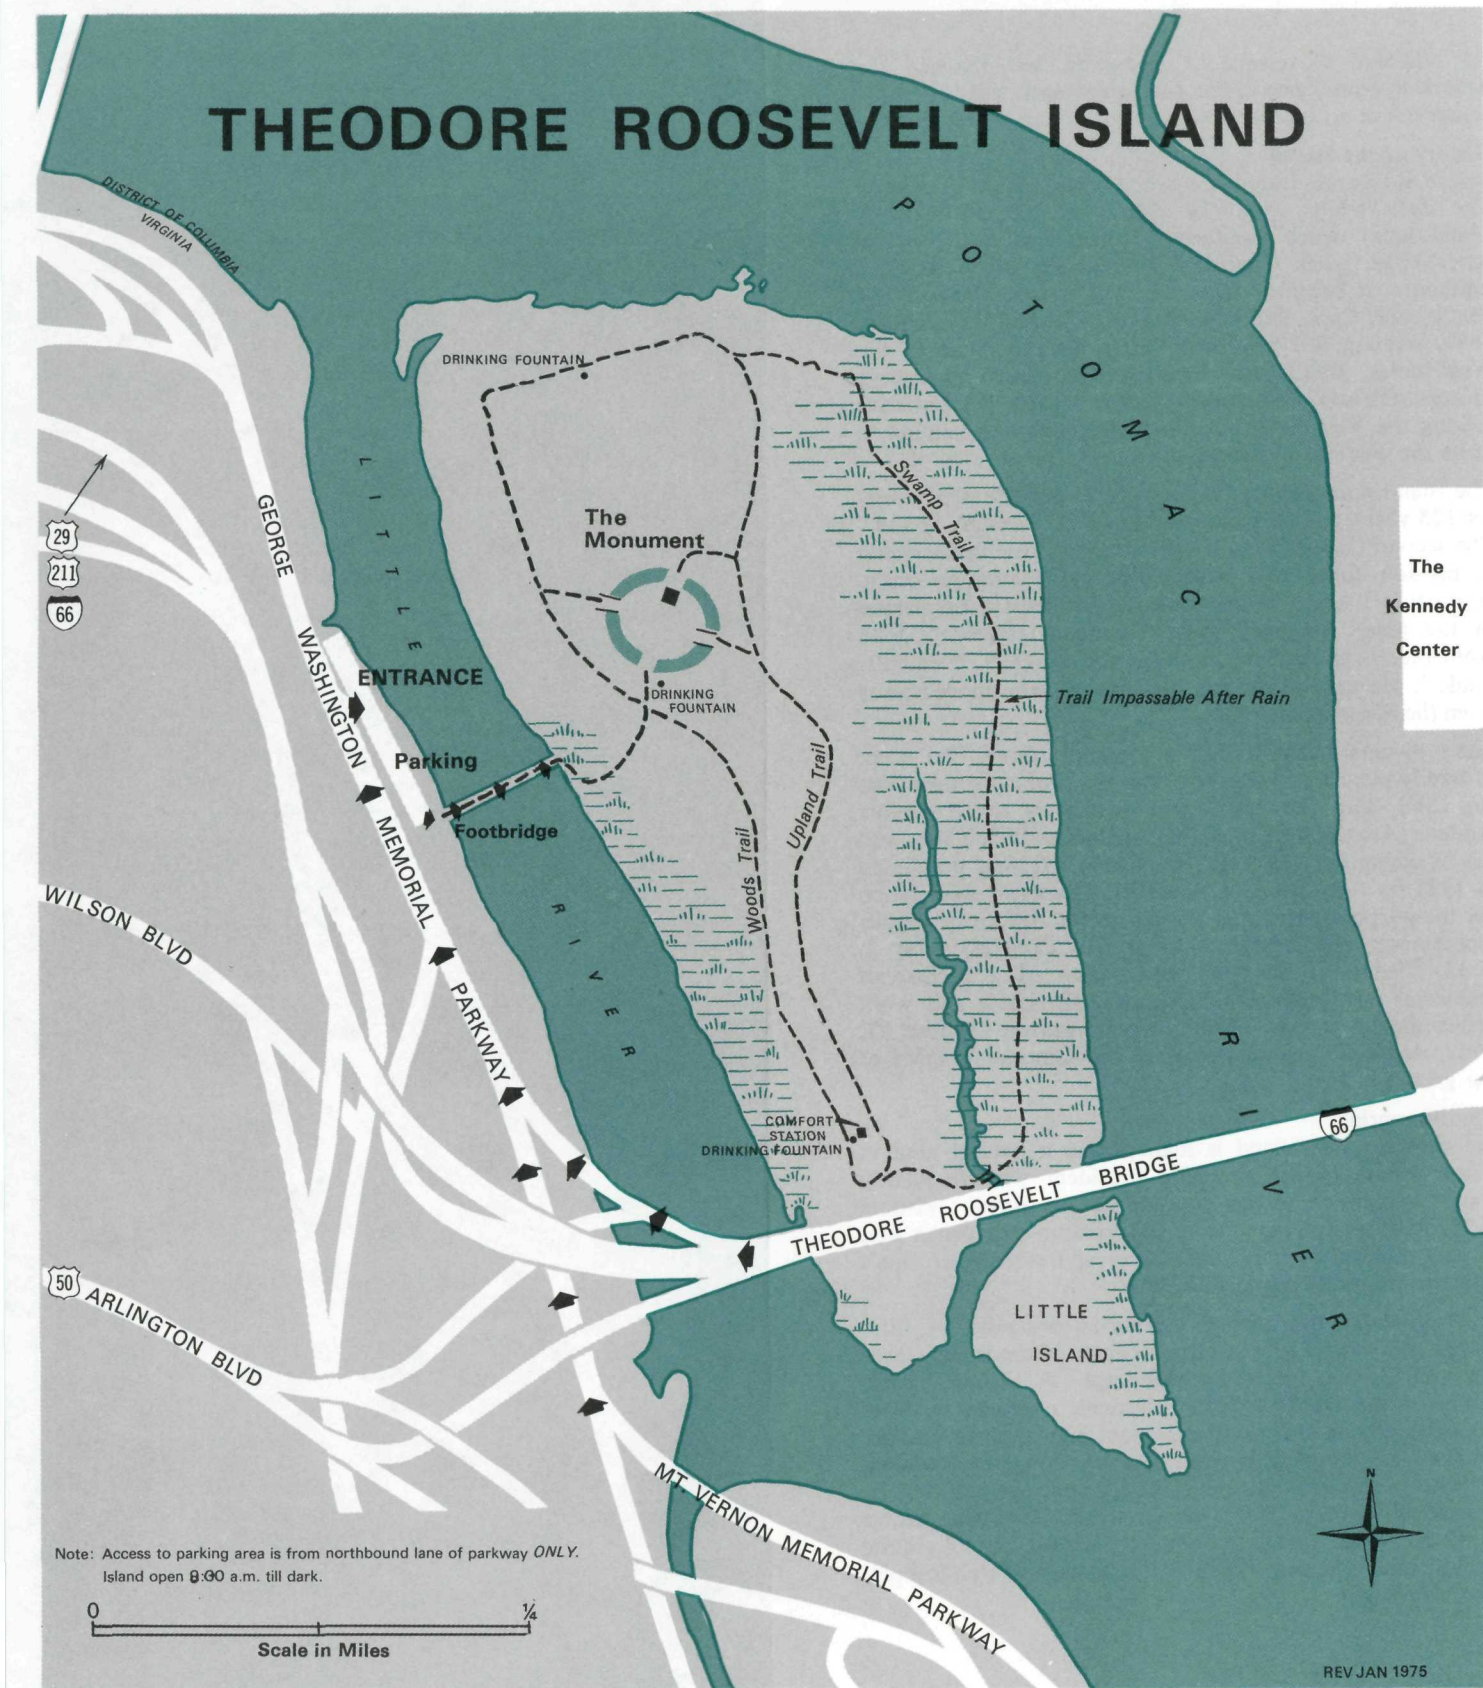 THEODORE ROOSEVELT ISLAND
DISTRICT OF COLUMBIA
VIRGINIA
POTOMAC
RIVER
LITTLE
RIVER
DRINKING FOUNTAIN
Swamp Trail
The
Monument
29
211
66
GEORGE WASHINGTON MEMORIAL PARKWAY
The
Kennedy
Center
ENTRANCE
DRINKING
FOUNTAIN
Trail Impassable After Rain
Parking
Footbridge
Upland Trail
Woods Trail
WILSON BLVD
COMFORT
STATION
DRINKING FOUNTAIN
66
THEODORE ROOSEVELT BRIDGE
50
ARLINGTON BLVD
LITTLE
ISLAND
MT. VERNON MEMORIAL PARKWAY
N
Note: Access to parking area is from northbound lane of parkway ONLY.
Island open a.m. till dark.
0 ¼
Scale in Miles
REV JAN 1975